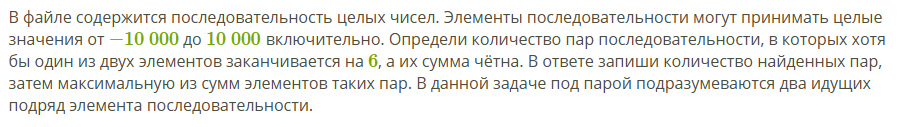 В файле содержится последовательность целых чисел. Элементы последовательности могут принимать целые
значения от −10 000 до 10 000 включительно. Определи количество пар последовательности, в которых хотя
бы один из двух элементов заканчивается на 6, а их сумма чётна. В ответе запиши количество найденных пар,
затем максимальную из сумм элементов таких пар. В данной задаче под парой подразумеваются два идущих
подряд элемента последовательности.